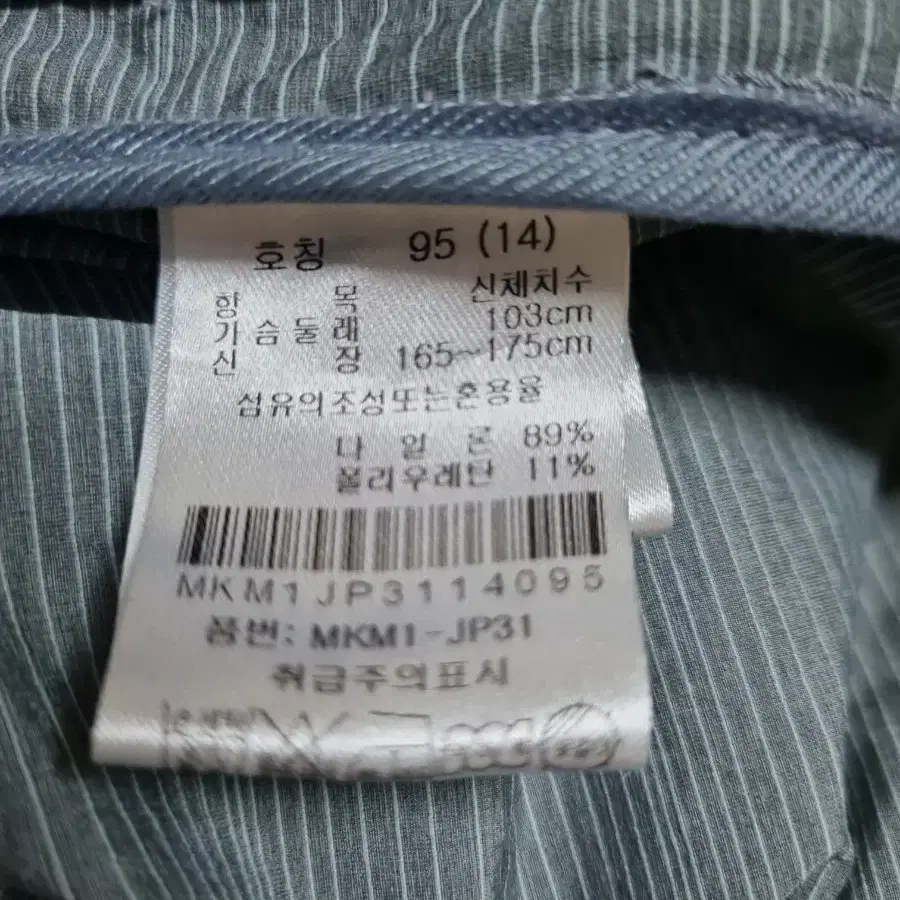 호칭 95 (14)
항 목 신체치수
가슴둘레 103cm
신 장 165~175cm
섬유의조성또는혼용율
나 일 론 89%
폴리우레탄 11%
MKM1JP3114095
품번: MKM1-JP31
취급주의표시